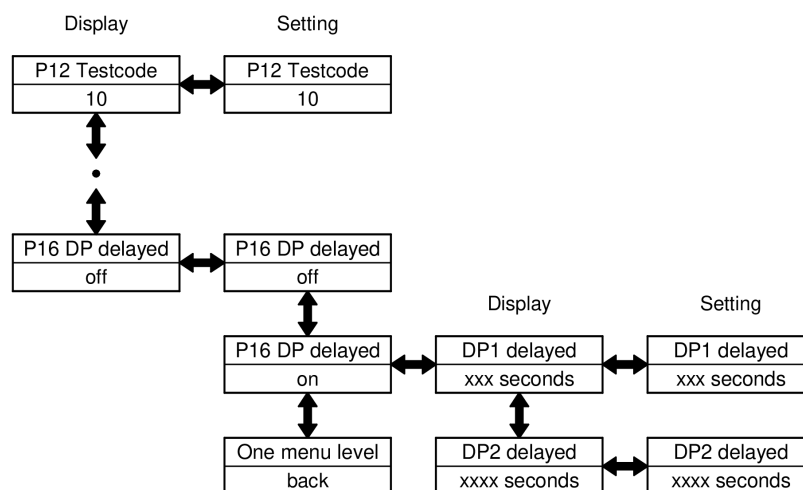 Display Setting
P12 Testcode P12 Testcode
10 10
P16 DP delayed P16 DP delayed
off off
Display Setting
P16 DP delayed DP1 delayed DP1 delayed
on xxx seconds xxx seconds
One menu level DP2 delayed DP2 delayed
back xxxx seconds xxxx seconds